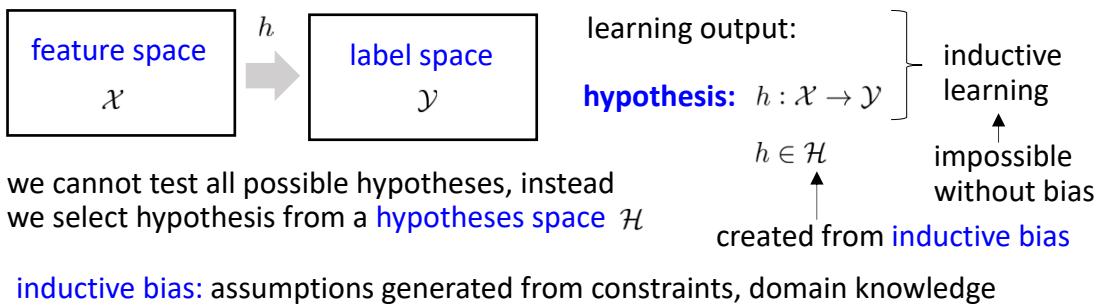 feature space
𝒳
h
label space
𝒴
learning output:
hypothesis: h : 𝒳 → 𝒴
h ∈ ℋ
inductive
learning
impossible
without bias
created from inductive bias
we cannot test all possible hypotheses, instead
we select hypothesis from a hypotheses space ℋ
inductive bias: assumptions generated from constraints, domain knowledge